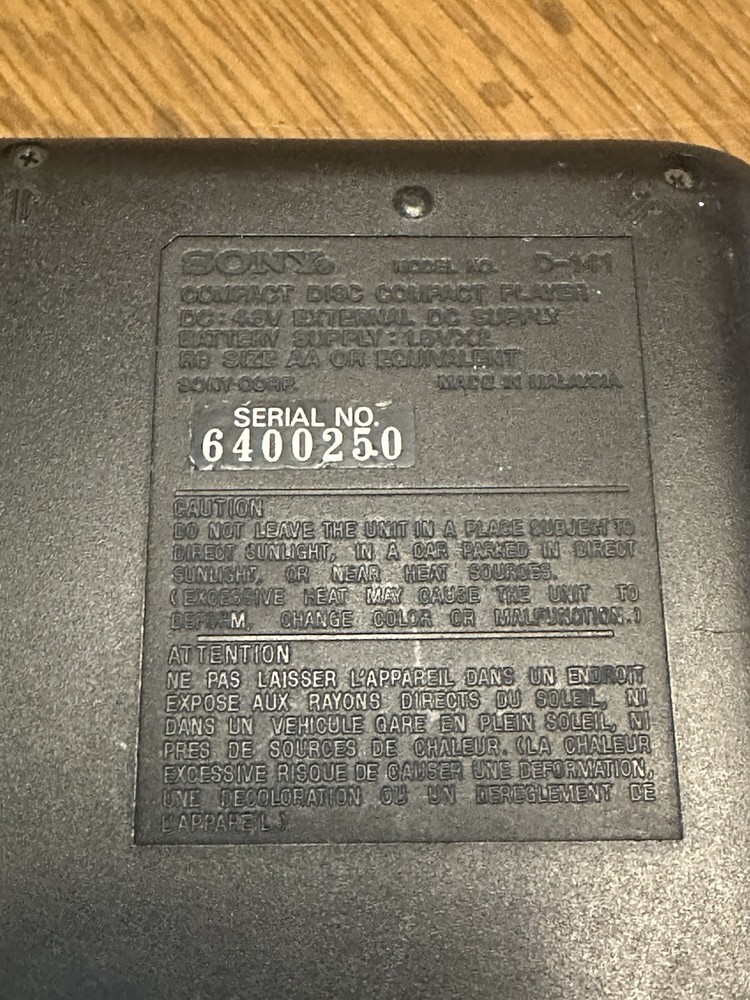 SONY® MODEL NO. D-141
COMPACT DISC COMPACT PLAYER
DC: 4.5V EXTERNAL DC SUPPLY
BATTERY SUPPLY: 1.5VX2
R6 SIZE AA OR EQUIVALENT
SONY CORP. MADE IN MALAYSIA
SERIAL NO.
6400250
CAUTION
DO NOT LEAVE THE UNIT IN A PLACE SUBJECT TO
DIRECT SUNLIGHT, IN A CAR PARKED IN DIRECT
SUNLIGHT, OR NEAR HEAT SOURCES.
(EXCESSIVE HEAT MAY CAUSE THE UNIT TO
DEFORM, CHANGE COLOR OR MALFUNCTION.)
ATTENTION
NE PAS LAISSER L'APPAREIL DANS UN ENDROIT
EXPOSE AUX RAYONS DIRECTS DU SOLEIL, NI
DANS UN VEHICULE GARE EN PLEIN SOLEIL, NI
PRES DE SOURCES DE CHALEUR. (LA CHALEUR
EXCESSIVE RISQUE DE CAUSER UNE DEFORMATION,
UNE DECOLORATION OU UN DEREGLEMENT DE
L'APPAREIL.)